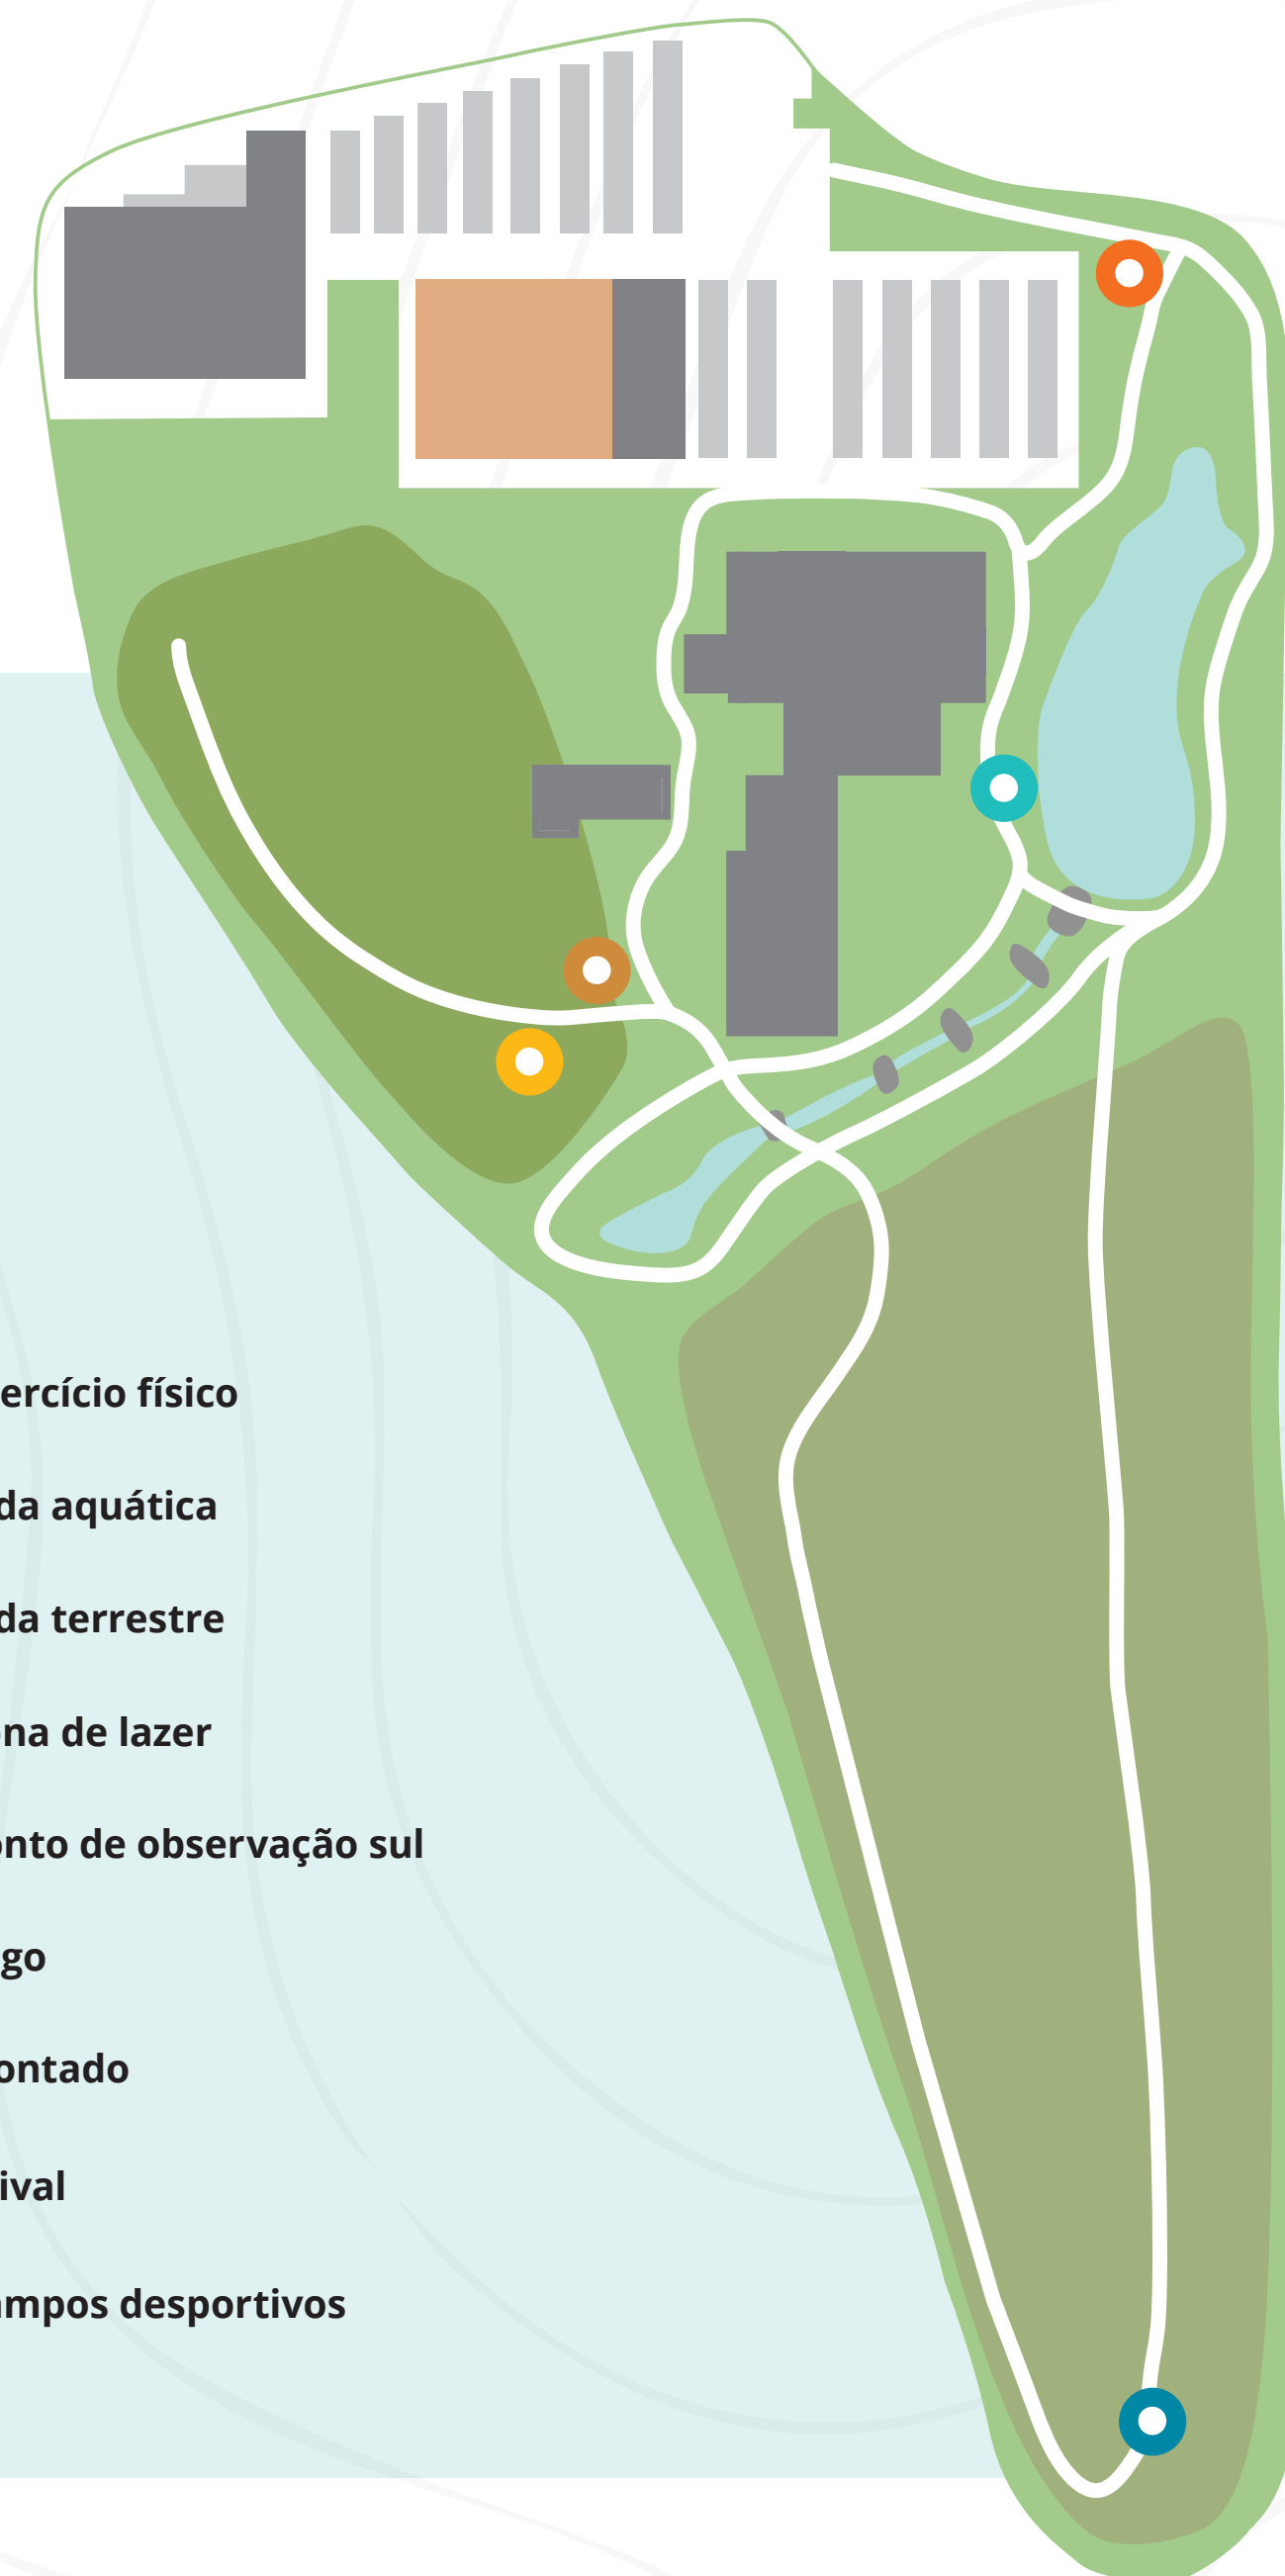 ercício físico
da aquática
da terrestre
na de lazer
nto de observação sul
go
ontado
ival
mpos desportivos